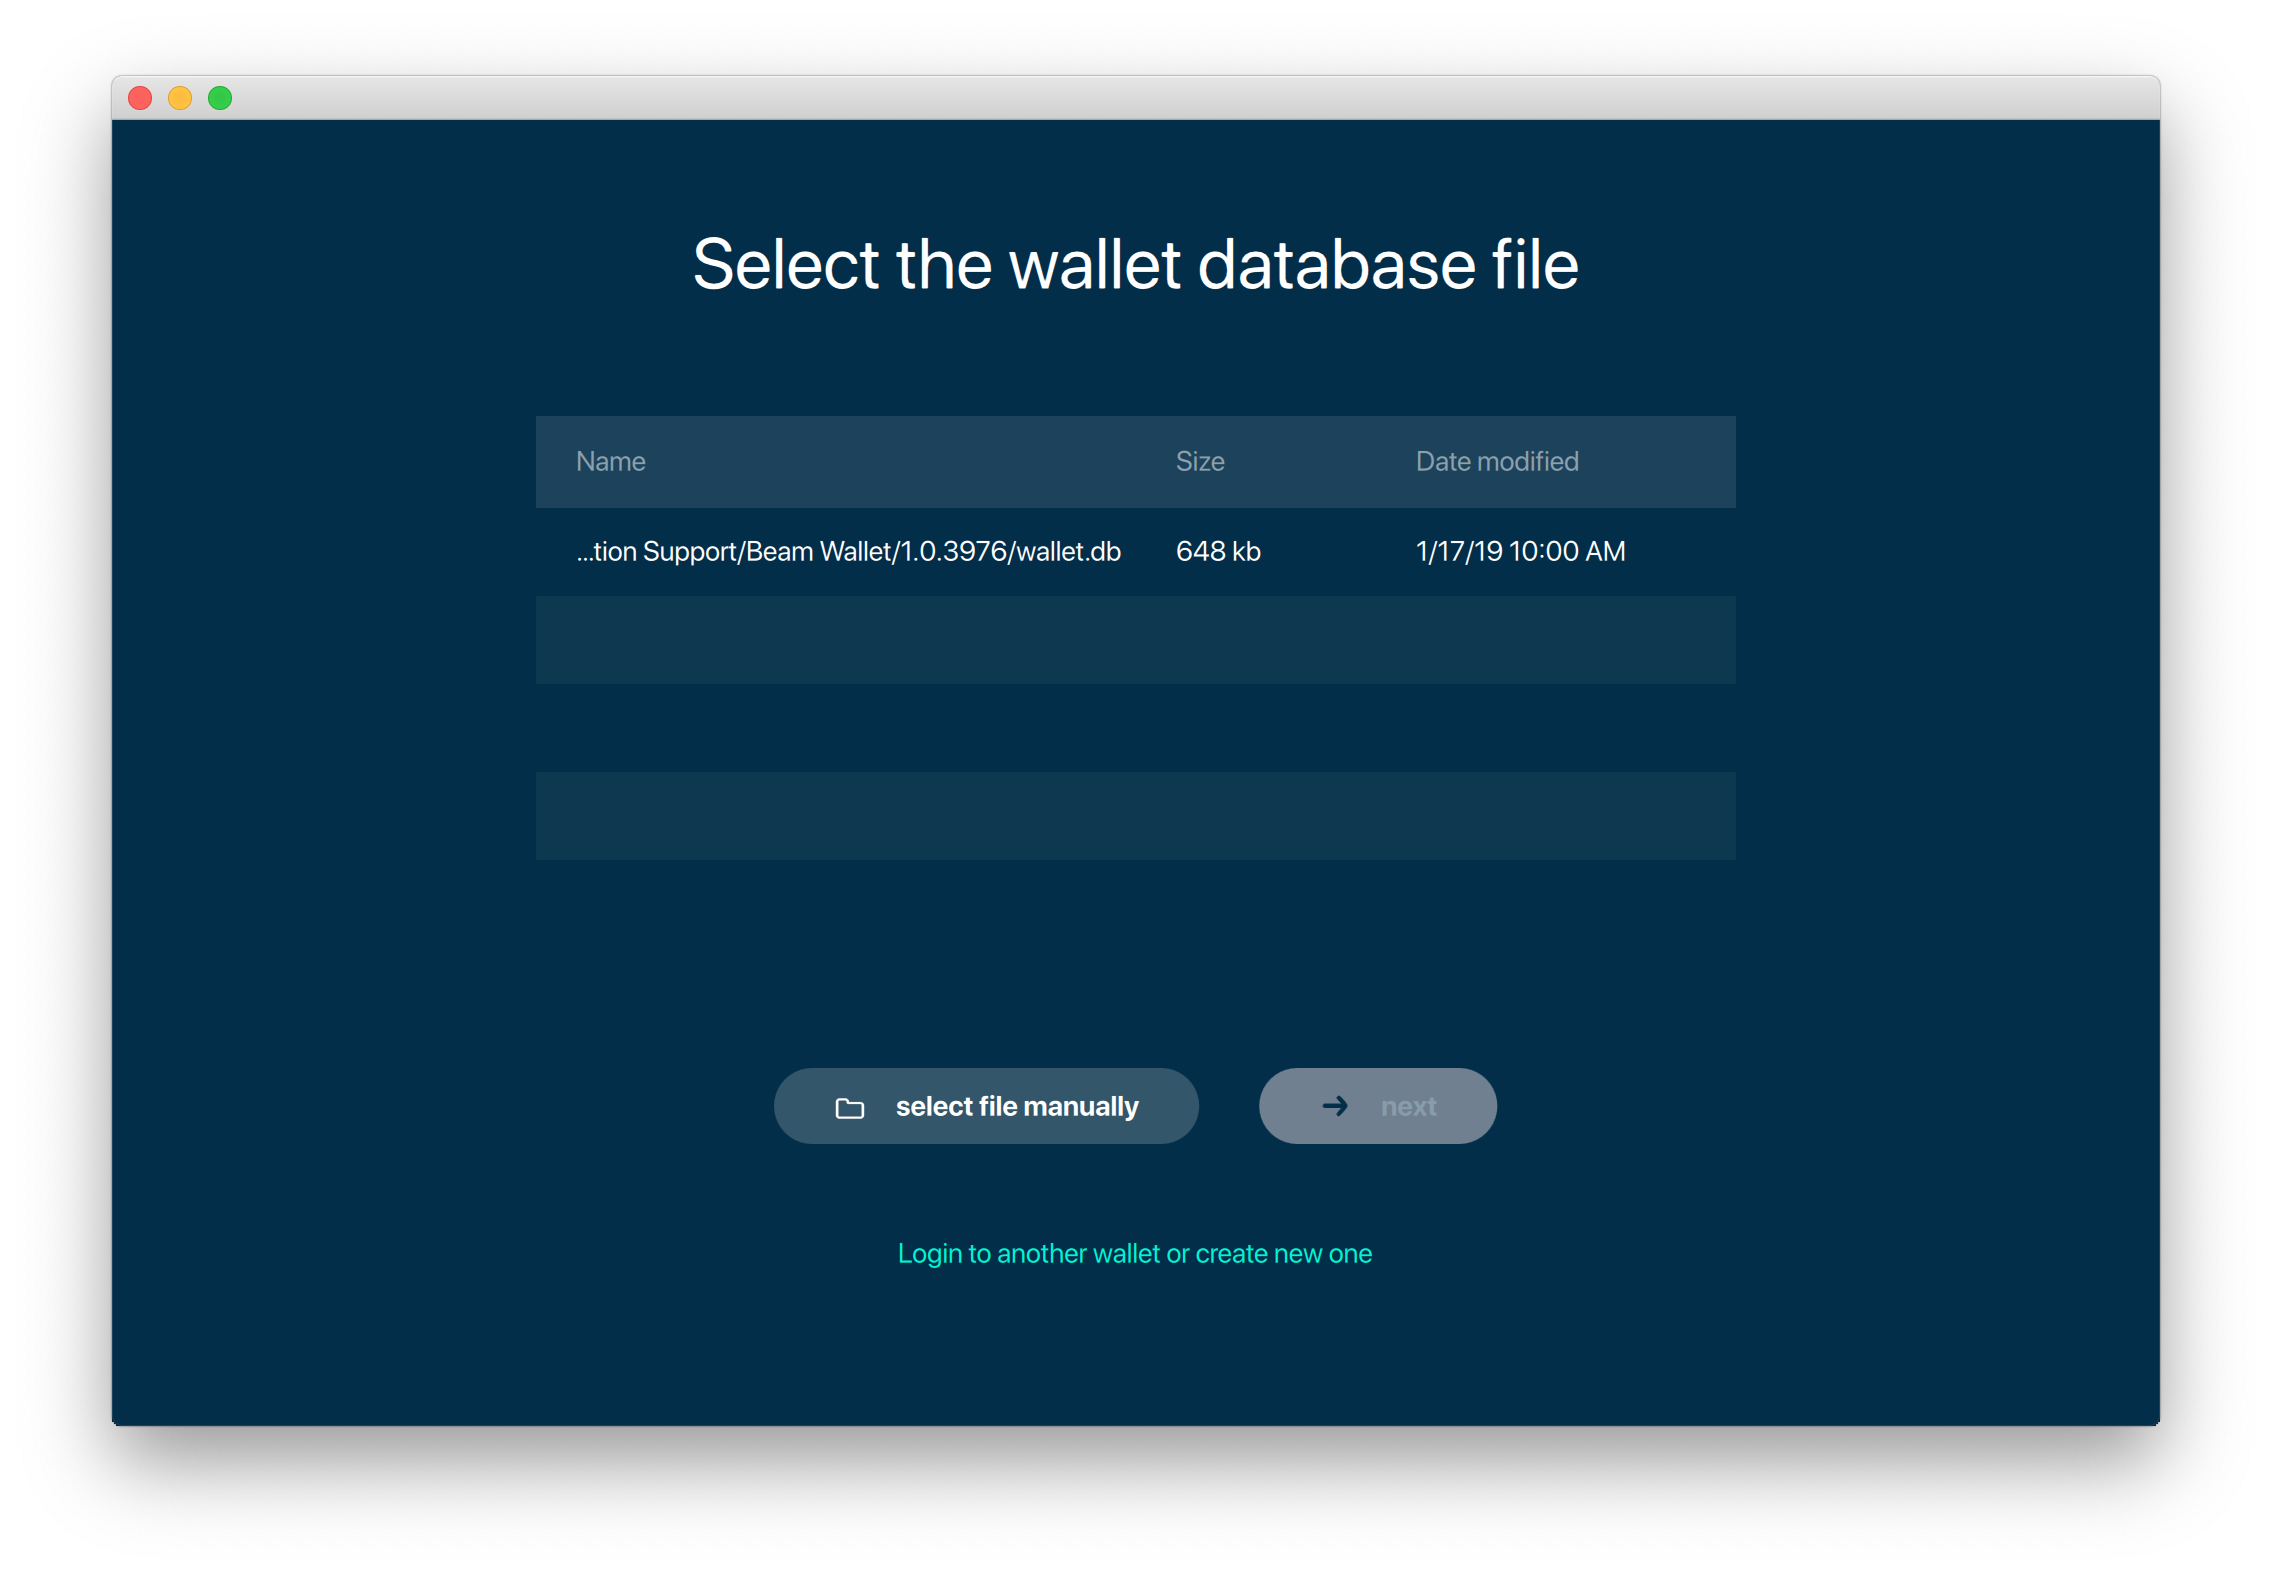 Select the wallet database file
Name Size Date modified
...tion Support/Beam Wallet/1.0.3976/wallet.db 648 kb 1/17/19 10:00 AM
select file manually next
Login to another wallet or create new one